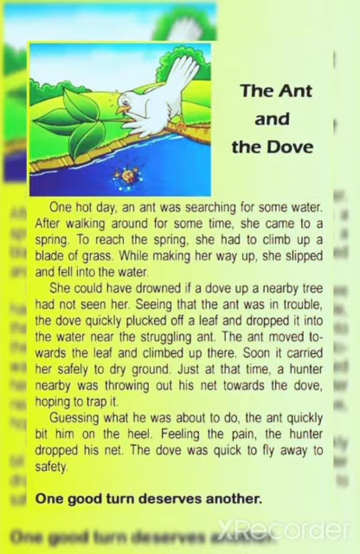 The Ant
and
the Dove
One hot day, an ant was searching for some water.
After walking around for some time, she came to a
spring. To reach the spring, she had to climb up a
blade of grass. While making her way up, she slipped
and fell into the water.
She could have drowned if a dove up a nearby tree
had not seen her. Seeing that the ant was in trouble,
the dove quickly plucked off a leaf and dropped it into
the water near the struggling ant. The ant moved to-
wards the leaf and climbed up there. Soon it carried
her safely to dry ground. Just at that time, a hunter
nearby was throwing out his net towards the dove,
hoping to trap it.
Guessing what he was about to do, the ant quickly
bit him on the heel. Feeling the pain, the hunter
dropped his net. The dove was quick to fly away to
safety.
One good turn deserves another.
One good turn deserves
XRecorder